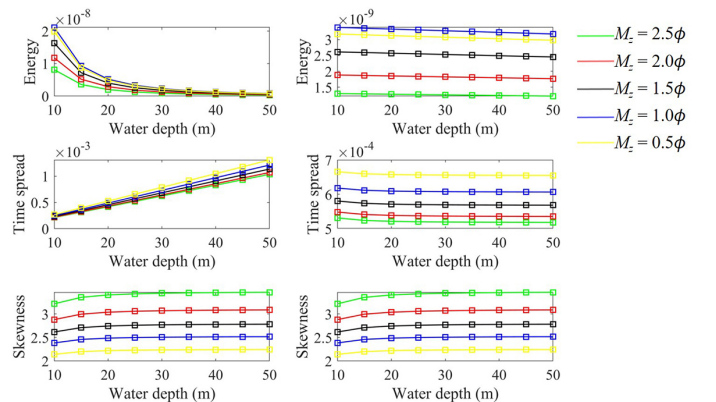 ×10⁻⁸
2
1
0
Energy
10 20 30 40 50
Water depth (m)
×10⁻⁹
3
2.5
2
1.5
Energy
10 20 30 40 50
Water depth (m)
M_z = 2.5ϕ
M_z = 2.0ϕ
M_z = 1.5ϕ
M_z = 1.0ϕ
M_z = 0.5ϕ
×10⁻³
1
0.5
0
Time spread
10 20 30 40 50
Water depth (m)
×10⁻⁴
7
6
5
Time spread
10 20 30 40 50
Water depth (m)
3
2.5
2
Skewness
10 20 30 40 50
Water depth (m)
3
2.5
2
Skewness
10 20 30 40 50
Water depth (m)